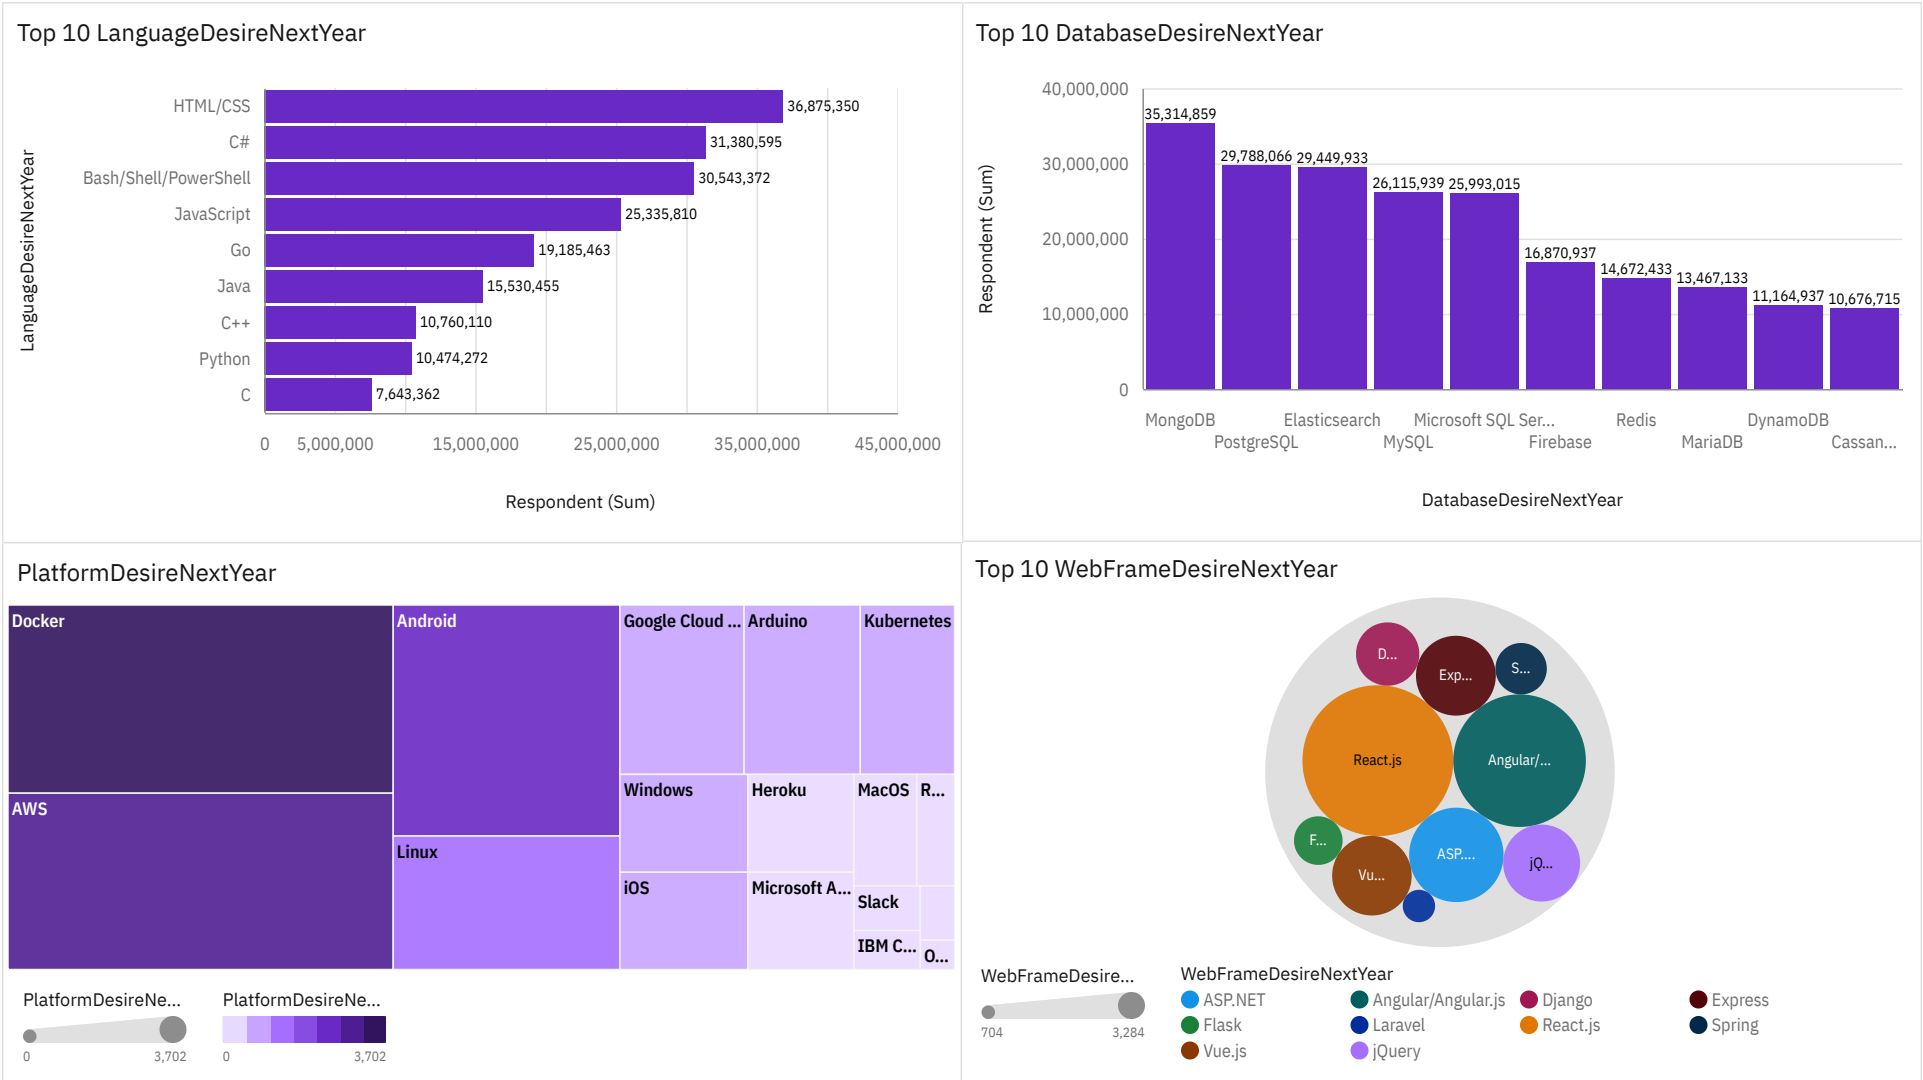 Top 10 LanguageDesireNextYear
LanguageDesireNextYear
HTML/CSS 36,875,350
C# 31,380,595
Bash/Shell/PowerShell 30,543,372
JavaScript 25,335,810
Go 19,185,463
Java 15,530,455
C++ 10,760,110
Python 10,474,272
C 7,643,362
0 5,000,000 15,000,000 25,000,000 35,000,000 45,000,000
Respondent (Sum)
Top 10 DatabaseDesireNextYear
Respondent (Sum)
40,000,000
30,000,000
20,000,000
10,000,000
0
35,314,859
29,788,066
29,449,933
26,115,939
25,993,015
16,870,937
14,672,433
13,467,133
11,164,937
10,676,715
MongoDB Elasticsearch Microsoft SQL Ser... Redis DynamoDB
PostgreSQL MySQL Firebase MariaDB Cassan...
DatabaseDesireNextYear
PlatformDesireNextYear
Docker
Android
Google Cloud ...
Arduino
Kubernetes
Windows
Heroku
MacOS
R...
AWS
Linux
iOS
Microsoft A...
Slack
IBM C...
O...
PlatformDesireNe...
0 3,702
PlatformDesireNe...
0 3,702
Top 10 WebFrameDesireNextYear
D...
Exp...
S...
React.js
Angular/...
F...
Vu...
ASP....
jQ...
WebFrameDesire...
704 3,284
WebFrameDesireNextYear
ASP.NET Angular/Angular.js Django Express
Flask Laravel React.js Spring
Vue.js jQuery